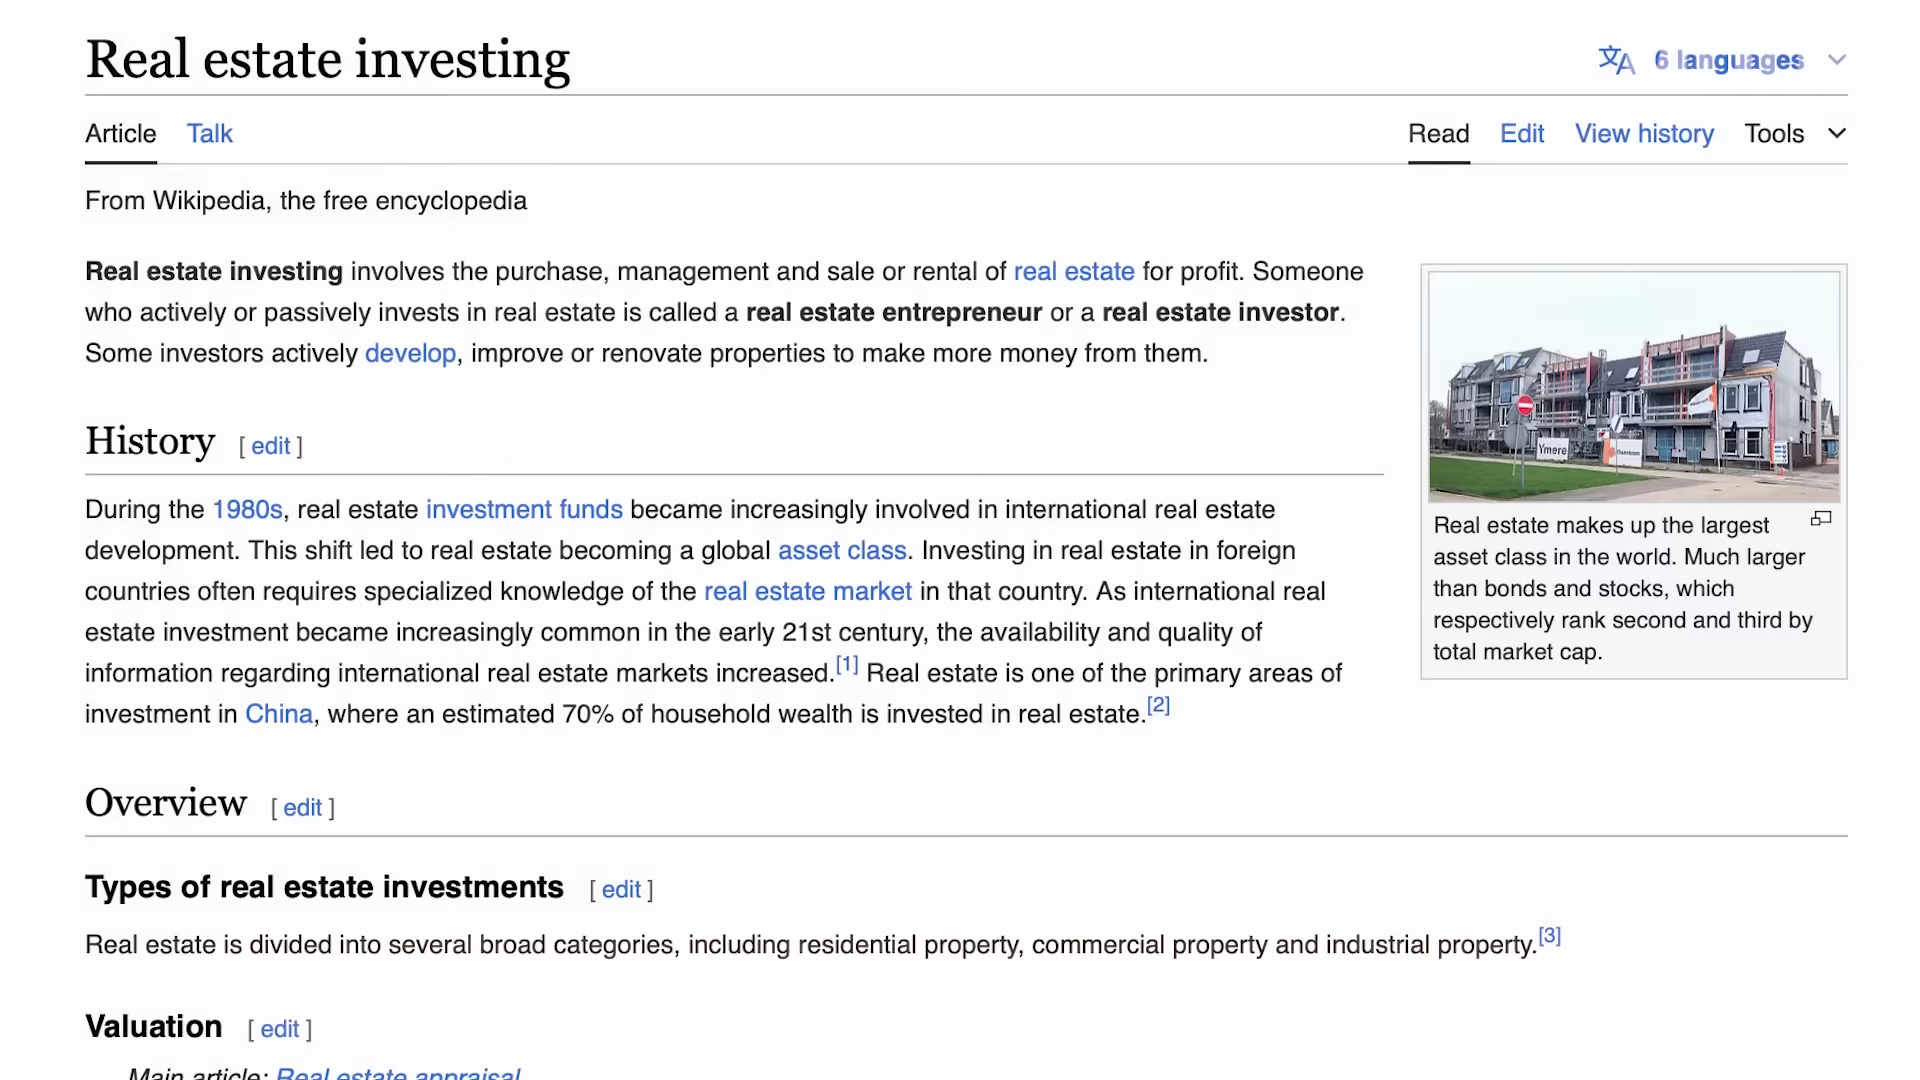 Real estate investing
6 languages
Article Talk
Read Edit View history Tools
From Wikipedia, the free encyclopedia
Real estate investing involves the purchase, management and sale or rental of real estate for profit. Someone
who actively or passively invests in real estate is called a real estate entrepreneur or a real estate investor.
Some investors actively develop, improve or renovate properties to make more money from them.
Ymere
Real estate makes up the largest
asset class in the world. Much larger
than bonds and stocks, which
respectively rank second and third by
total market cap.
History [ edit ]
During the 1980s, real estate investment funds became increasingly involved in international real estate
development. This shift led to real estate becoming a global asset class. Investing in real estate in foreign
countries often requires specialized knowledge of the real estate market in that country. As international real
estate investment became increasingly common in the early 21st century, the availability and quality of
information regarding international real estate markets increased.[1] Real estate is one of the primary areas of
investment in China, where an estimated 70% of household wealth is invested in real estate.[2]
Overview [ edit ]
Types of real estate investments [ edit ]
Real estate is divided into several broad categories, including residential property, commercial property and industrial property.[3]
Valuation [ edit ]
Main article: Real estate appraisal